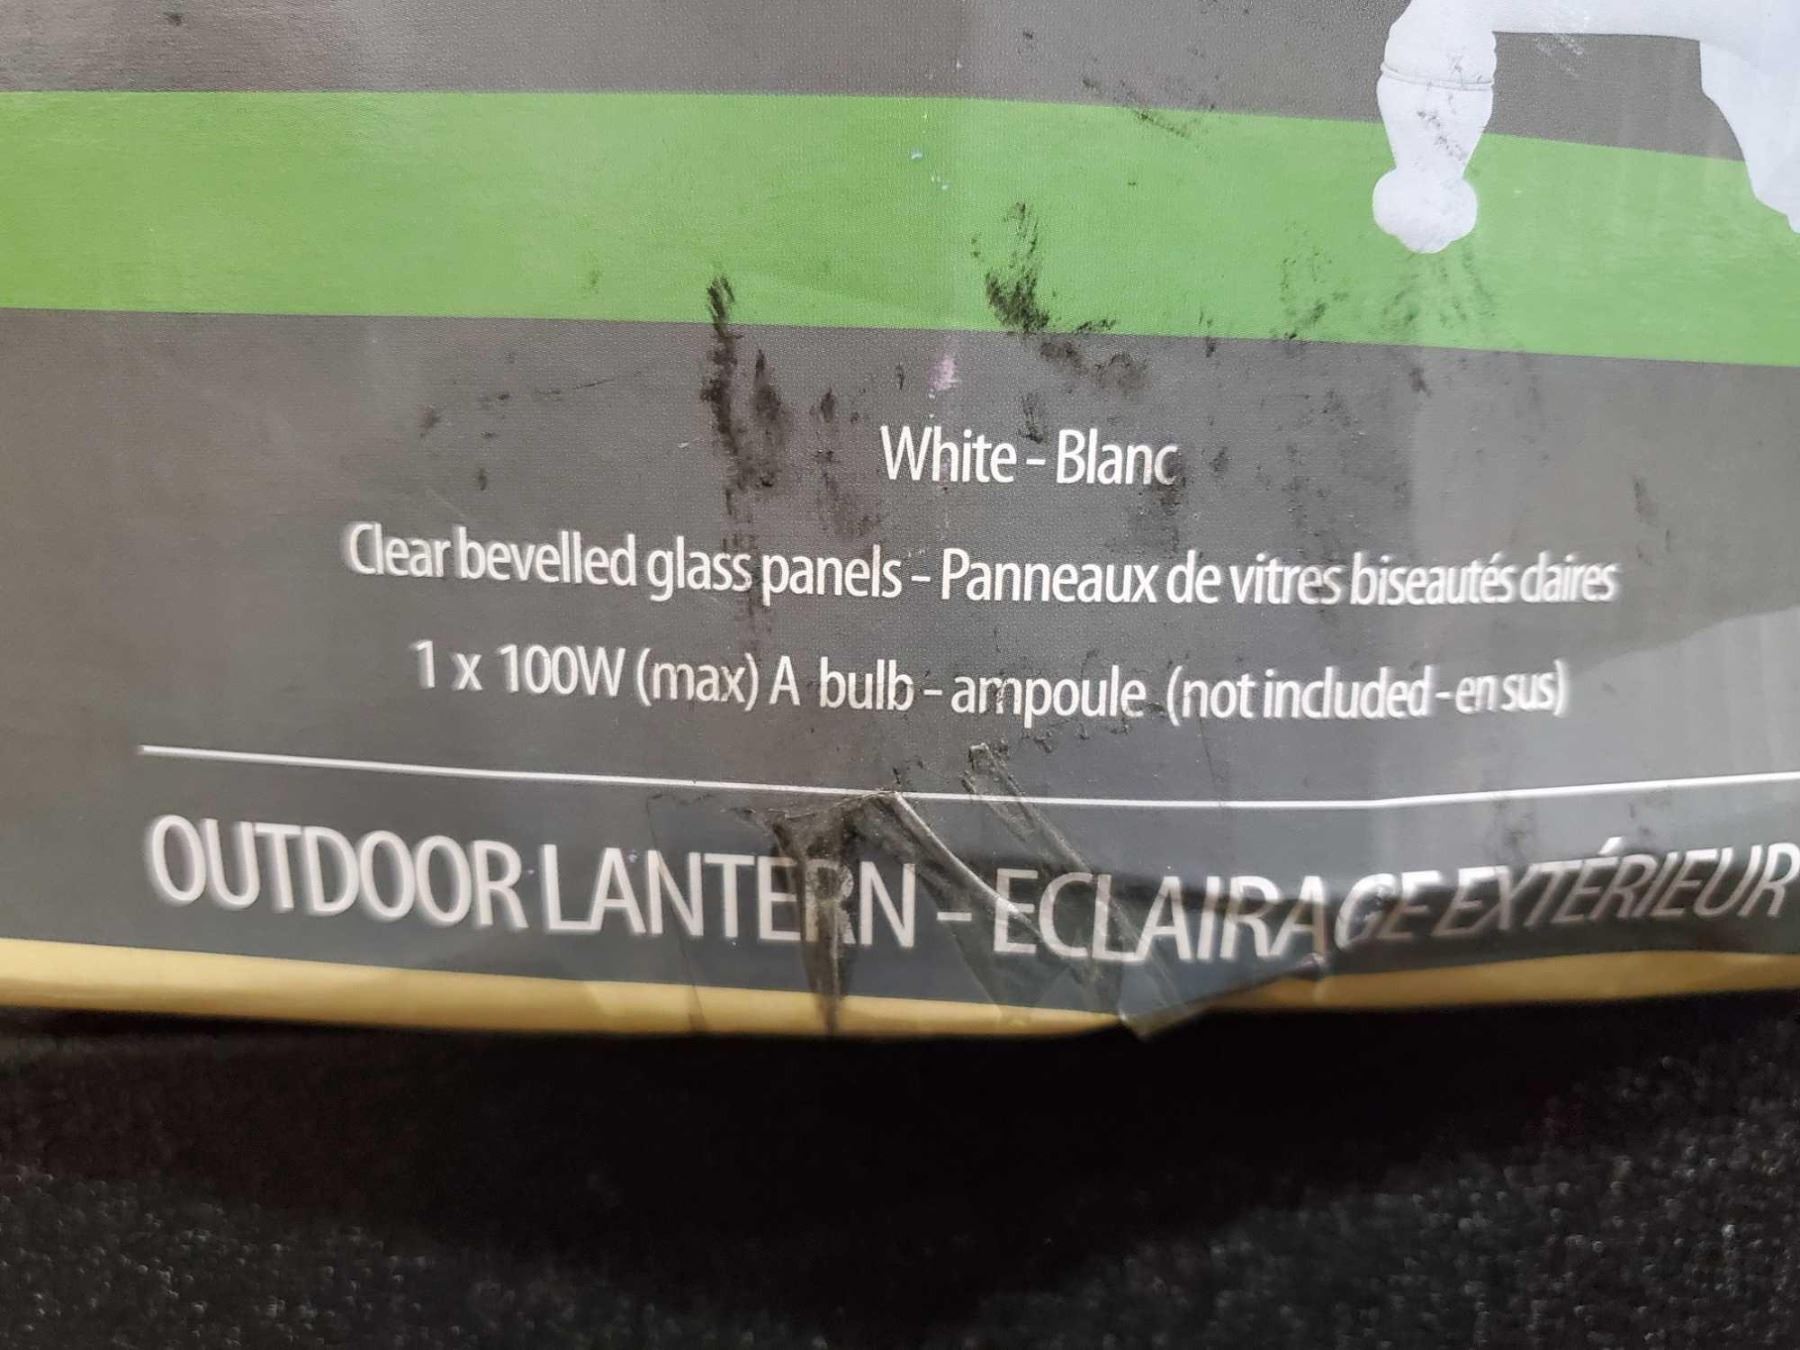 White - Blanc
Clear bevelled glass panels - Panneaux de vitres biseautés claires
1 x 100W (max) A bulb - ampoule (not included - en sus)
OUTDOOR LANTERN - ECLAIRAGE EXTÉRIEUR